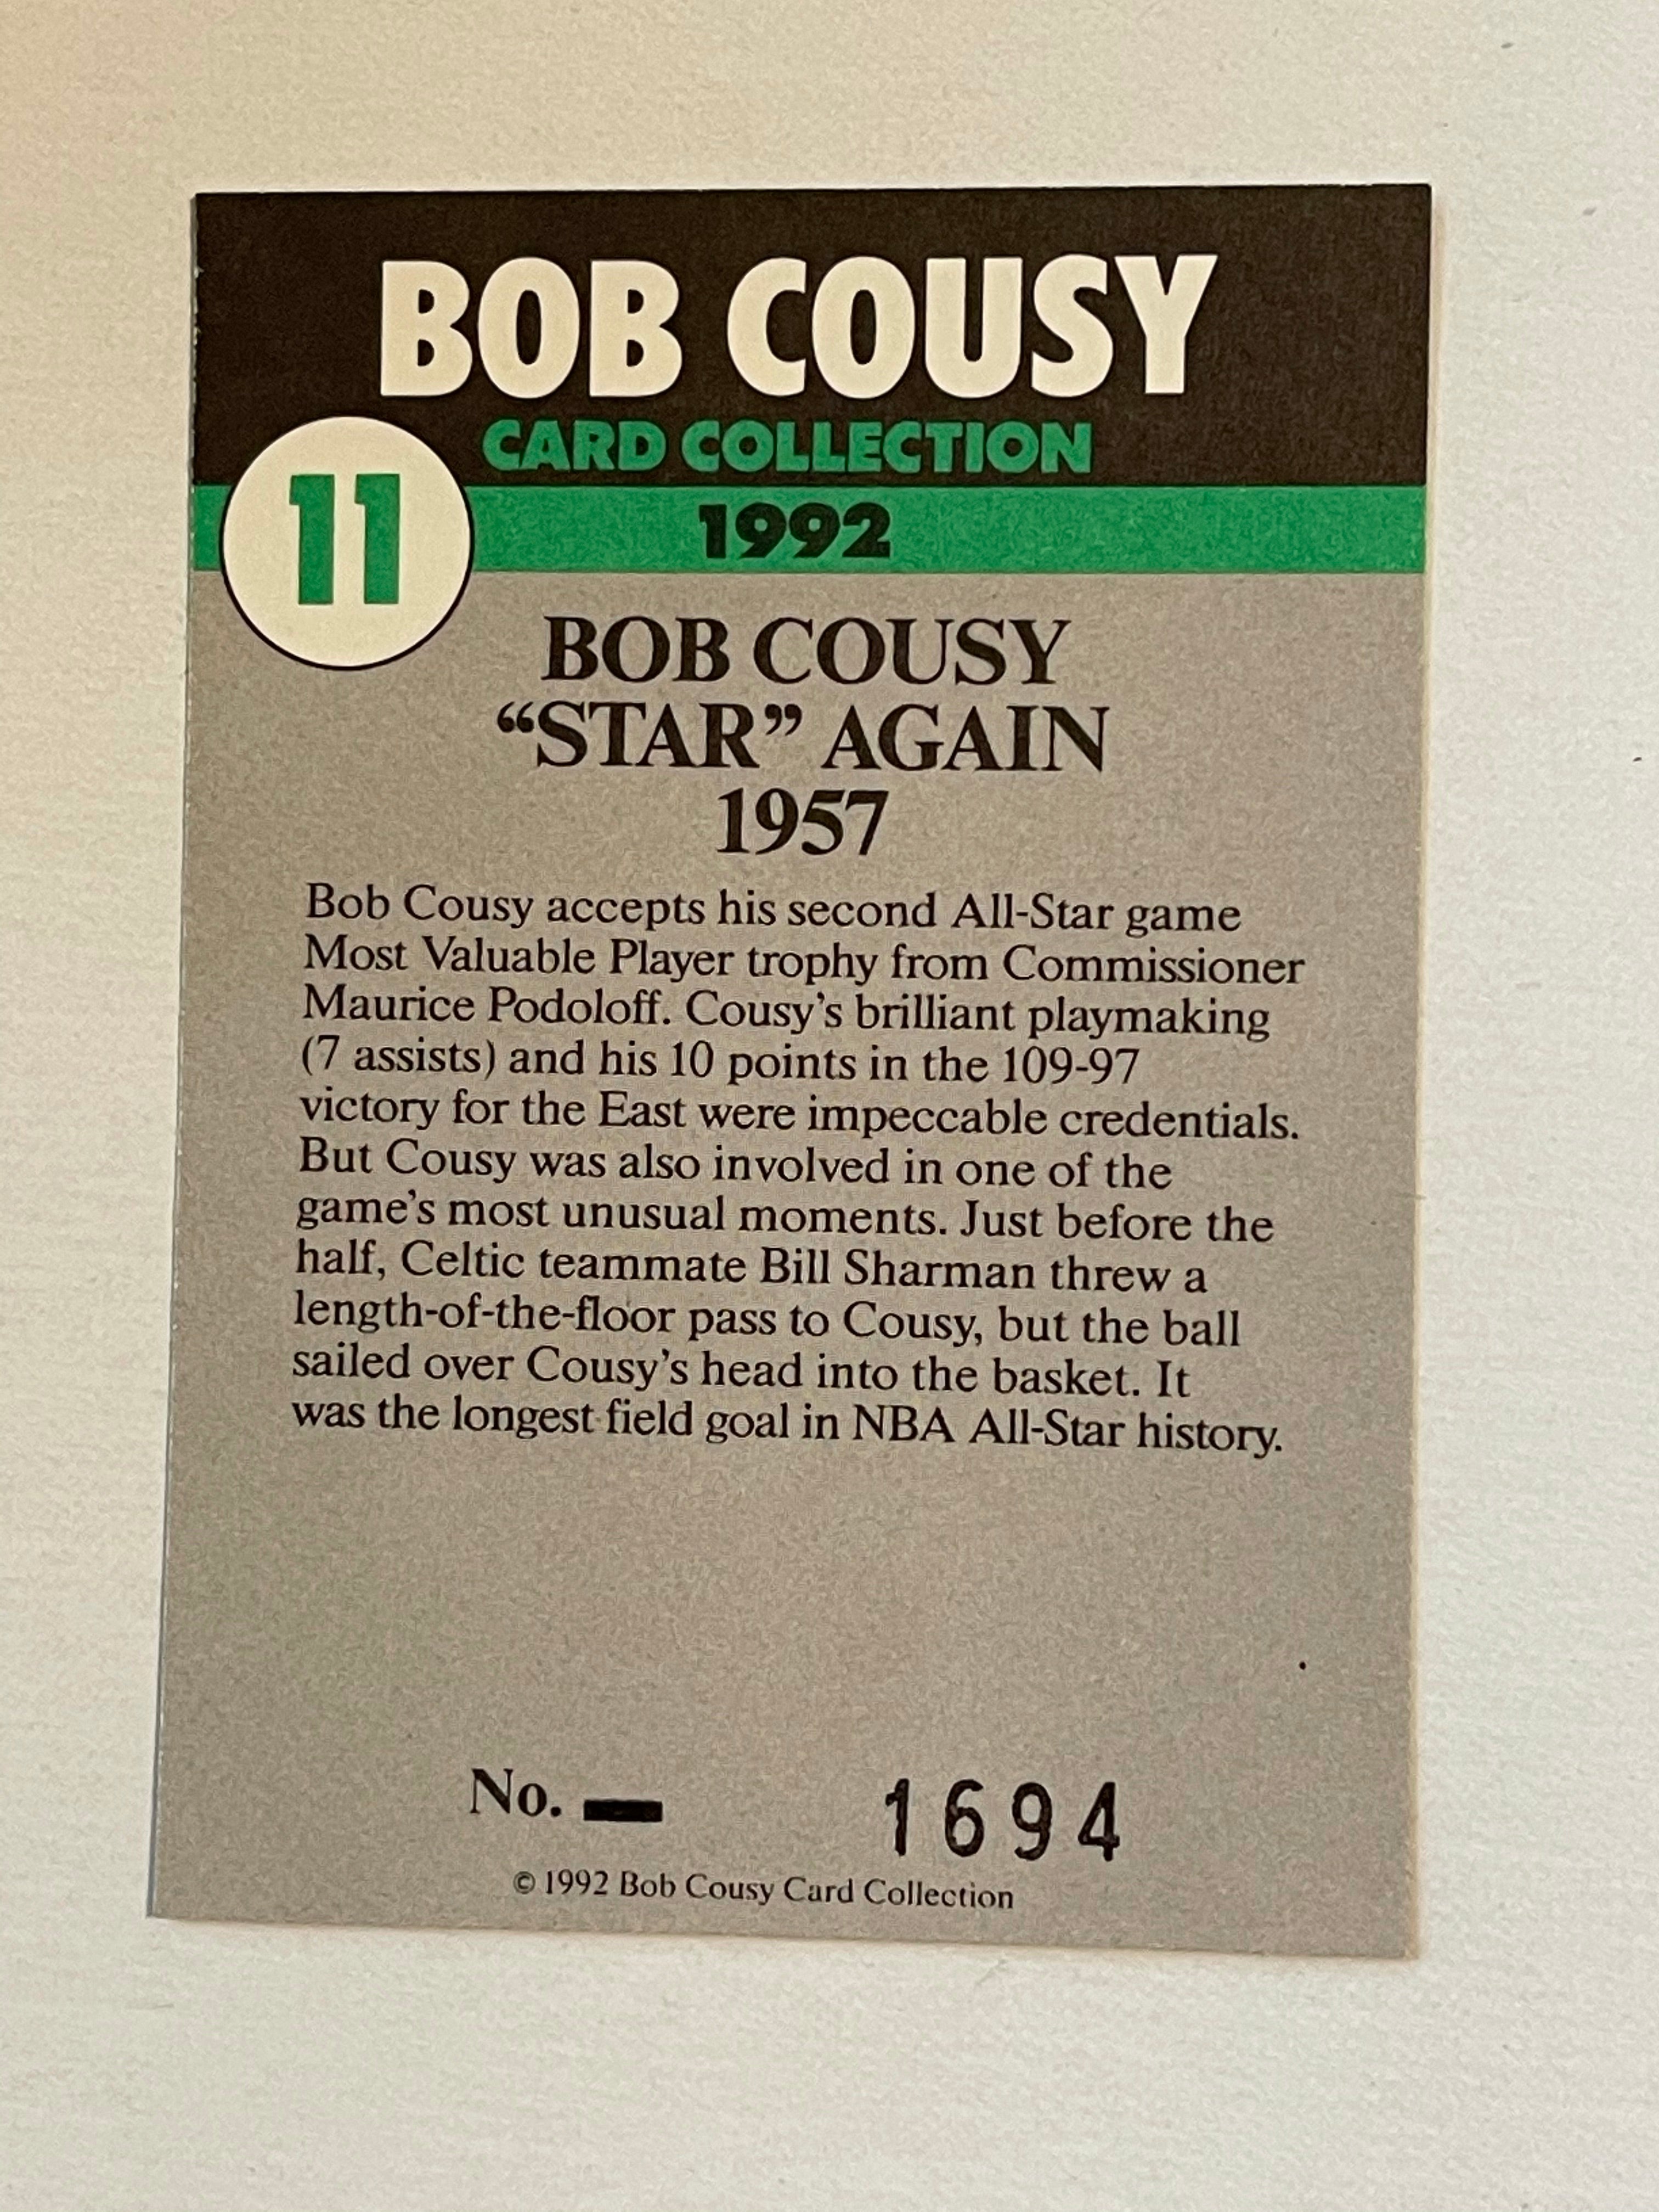 BOB COUSY
CARD COLLECTION
11
1992
BOB COUSY
“STAR” AGAIN
1957
Bob Cousy accepts his second All-Star game
Most Valuable Player trophy from Commissioner
Maurice Podoloff. Cousy’s brilliant playmaking
(7 assists) and his 10 points in the 109-97
victory for the East were impeccable credentials.
But Cousy was also involved in one of the
game’s most unusual moments. Just before the
half, Celtic teammate Bill Sharman threw a
length-of-the-floor pass to Cousy, but the ball
sailed over Cousy’s head into the basket. It
was the longest field goal in NBA All-Star history.
No. 1694
© 1992 Bob Cousy Card Collection